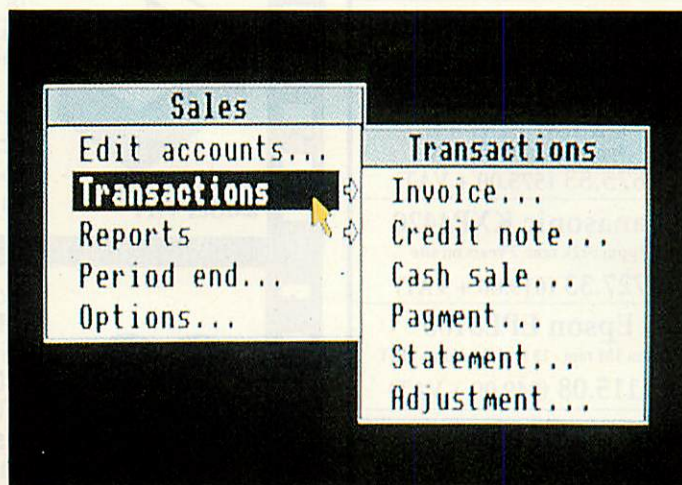 Sales
Edit accounts...
Transactions
Reports
Period end...
Options...
Transactions
Invoice...
Credit note...
Cash sale...
Payment...
Statement...
Adjustment...